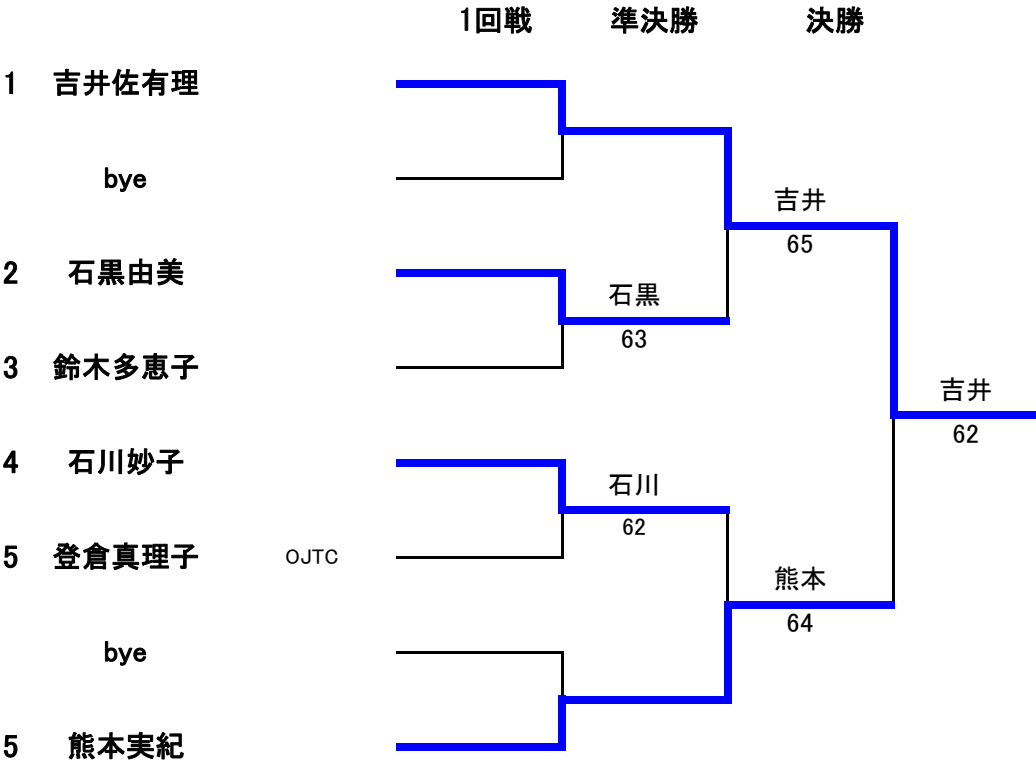 1回戦 準決勝 決勝
1 吉井佐有理
bye
吉井
65
2 石黒由美
石黒
63
3 鈴木多恵子
吉井
62
4 石川妙子
石川
62
5 登倉真理子 OJTC
熊本
64
bye
5 熊本実紀